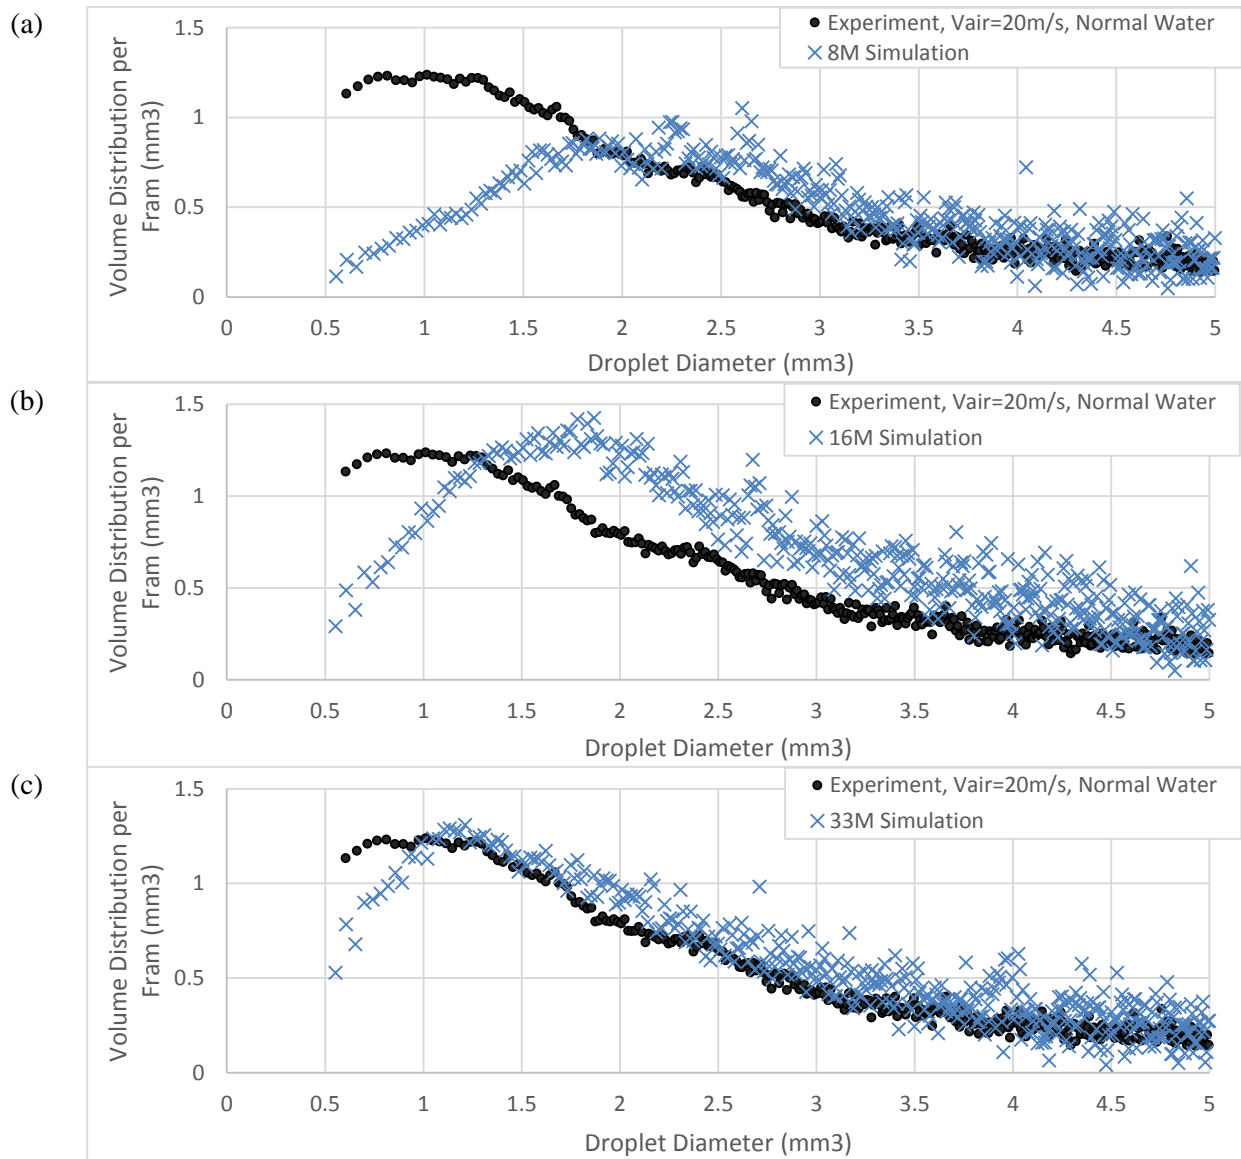 (a)
Volume Distribution per
Fram (mm3)
1.5
1
0.5
0
Experiment, Vair=20m/s, Normal Water
8M Simulation
0 0.5 1 1.5 2 2.5 3 3.5 4 4.5 5
Droplet Diameter (mm3)
(b)
Volume Distribution per
Fram (mm3)
1.5
1
0.5
0
Experiment, Vair=20m/s, Normal Water
16M Simulation
0 0.5 1 1.5 2 2.5 3 3.5 4 4.5 5
Droplet Diameter (mm3)
(c)
Volume Distribution per
Fram (mm3)
1.5
1
0.5
0
Experiment, Vair=20m/s, Normal Water
33M Simulation
0 0.5 1 1.5 2 2.5 3 3.5 4 4.5 5
Droplet Diameter (mm3)